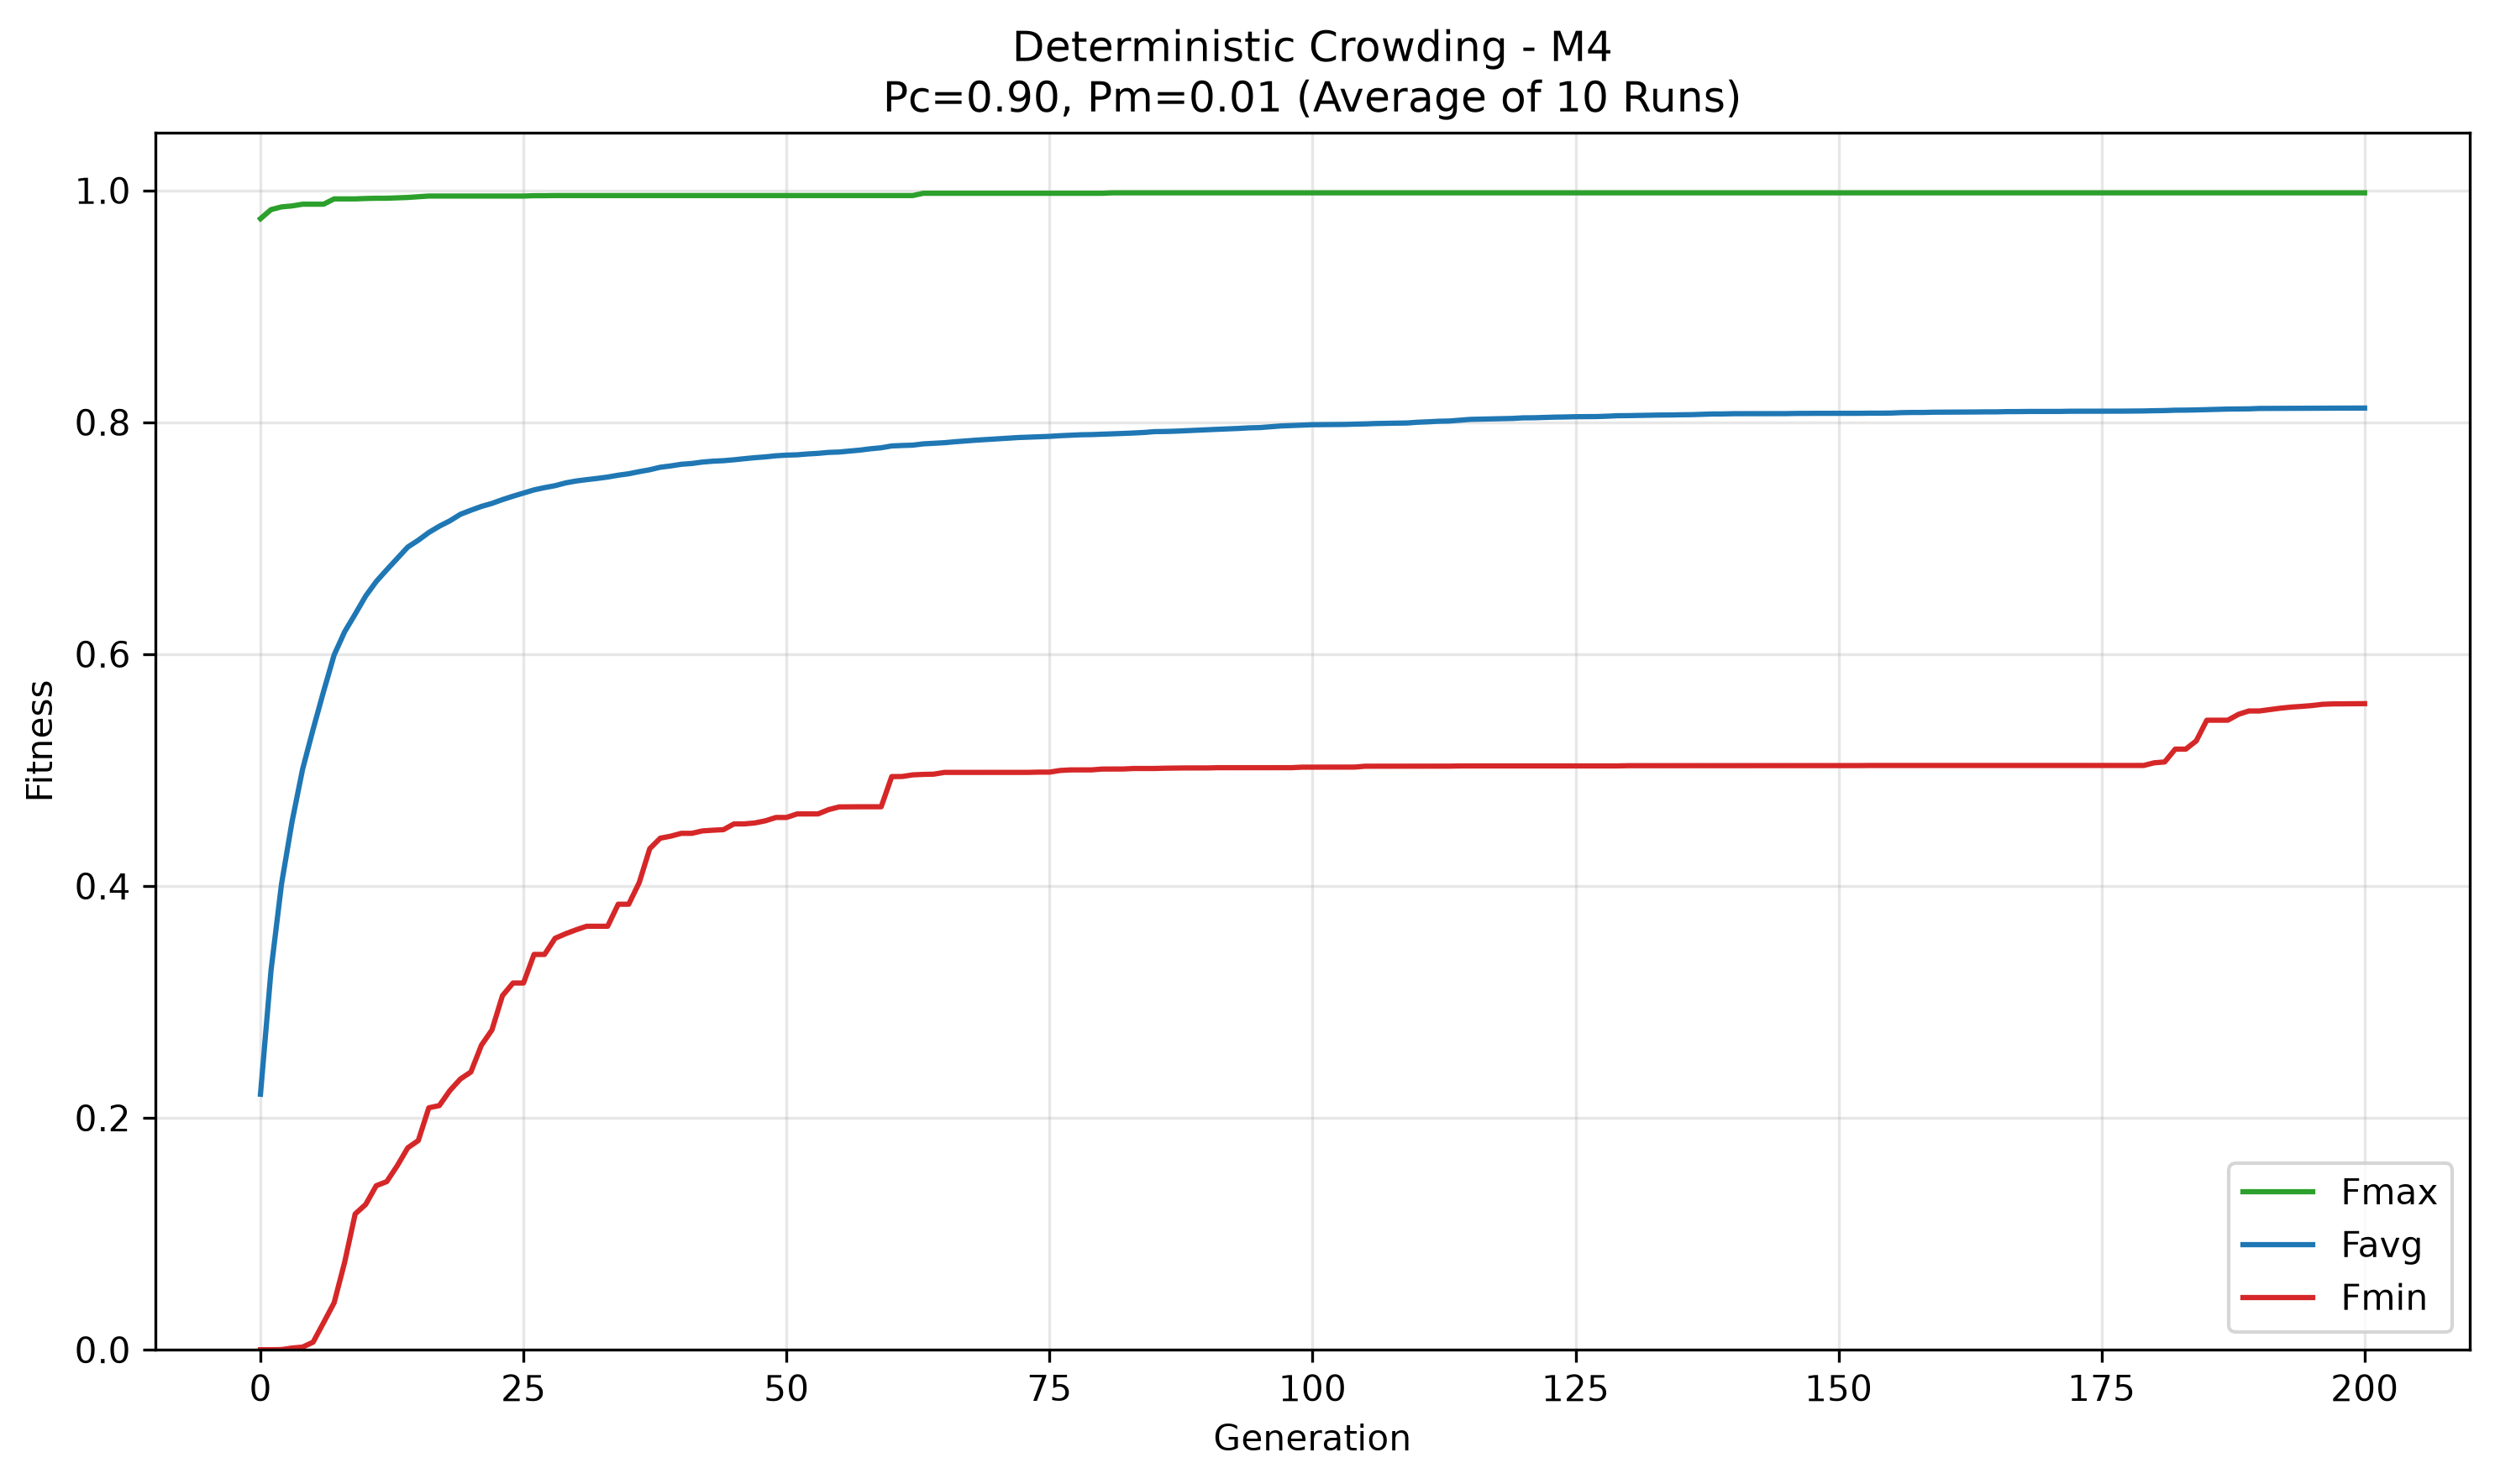 Deterministic Crowding - M4
Pc=0.90, Pm=0.01 (Average of 10 Runs)
Fitness
1.0
0.8
0.6
0.4
0.2
0.0
0 25 50 75 100 125 150 175 200
Generation
Fmax
Favg
Fmin